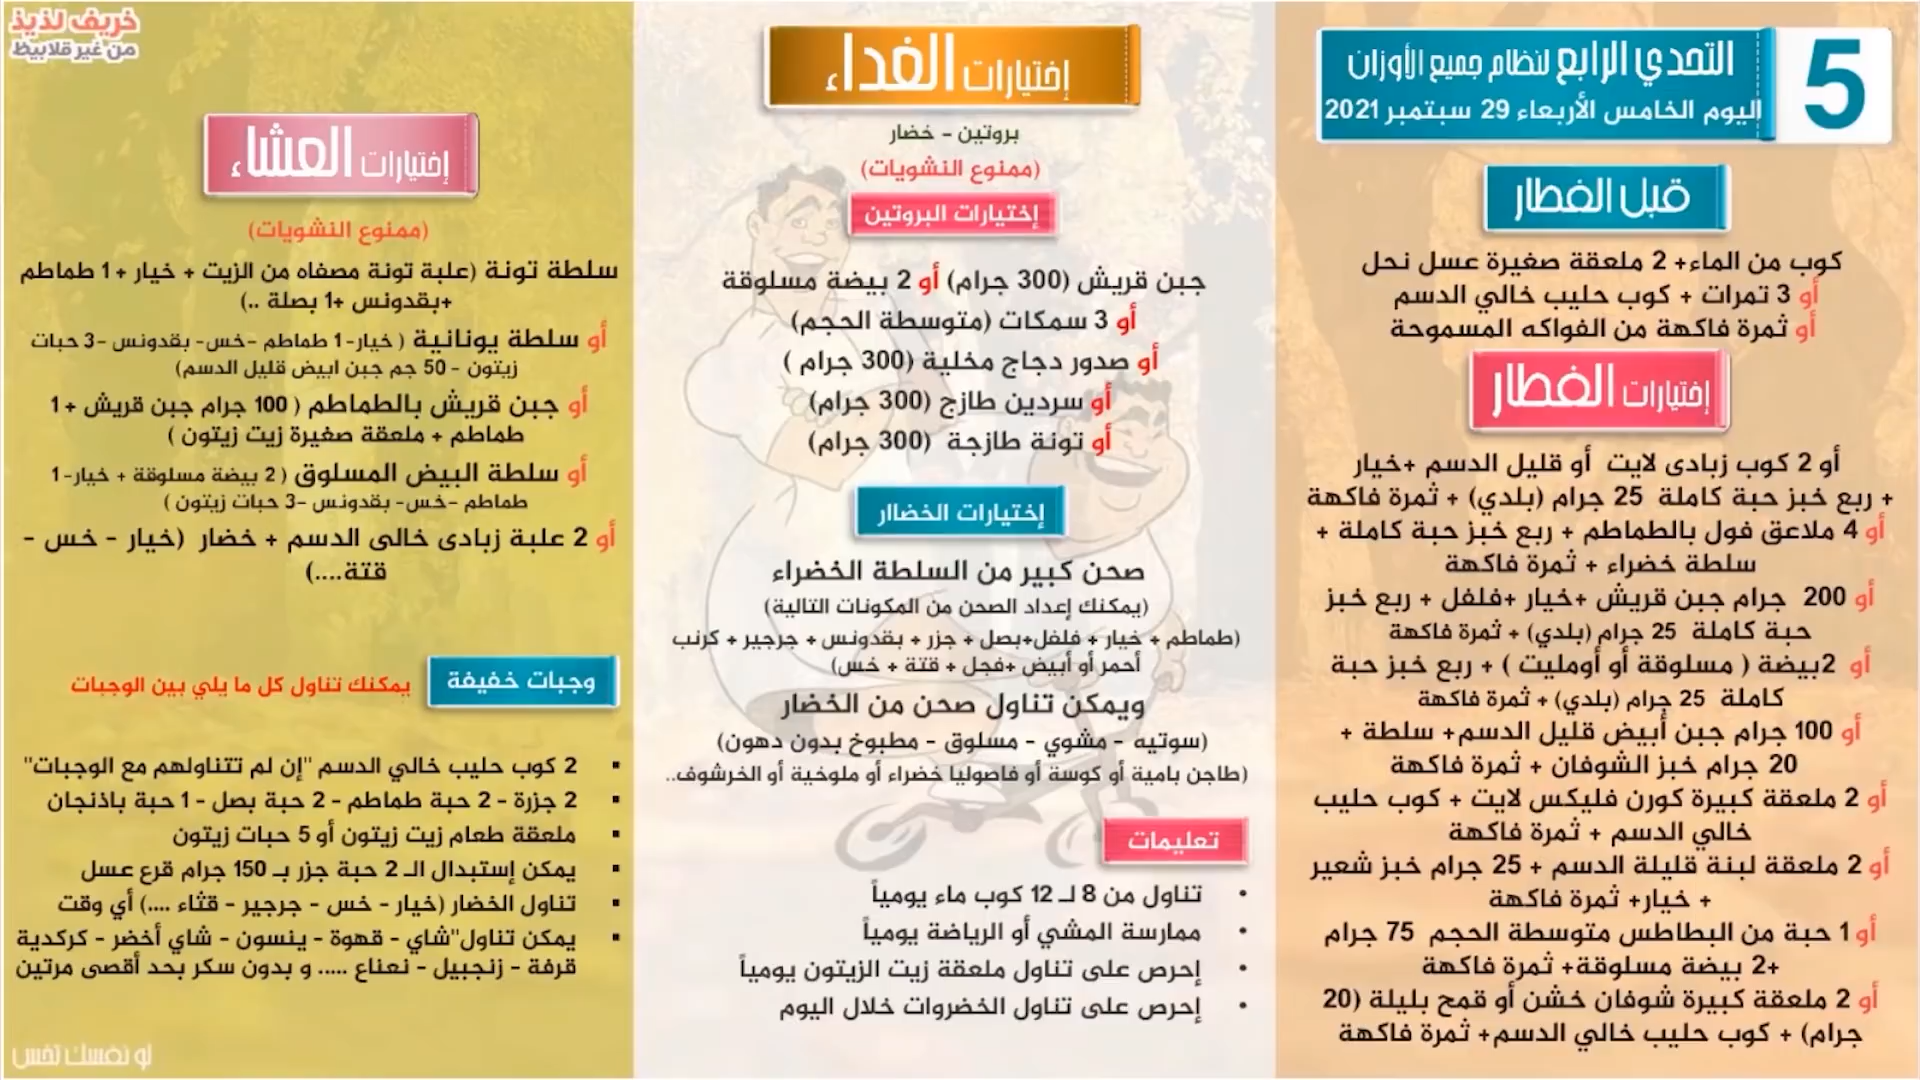 5
التحدي الرابع لنظام جميع الأوزان
اليوم الخامس الأربعاء 29 سبتمبر 2021
قبل الفطار
كوب من الماء+ 2 ملعقة صغيرة عسل نحل
أو 3 تمرات + كوب حليب خالي الدسم
أو ثمرة فاكهة من الفواكه المسموحة
إختيارات الفطار
أو 2 كوب زبادى لايت أو قليل الدسم +خيار
+ ربع خبز حبة كاملة 25 جرام (بلدي) + ثمرة فاكهة
أو 4 ملاعق فول بالطماطم + ربع خبز حبة كاملة +
سلطة خضراء + ثمرة فاكهة
أو 200 جرام جبن قريش +خيار +فلفل + ربع خبز
حبة كاملة 25 جرام (بلدي) + ثمرة فاكهة
أو 2بيضة ( مسلوقة أو أومليت ) + ربع خبز حبة
كاملة 25 جرام (بلدي) + ثمرة فاكهة
أو 100 جرام جبن أبيض قليل الدسم+ سلطة +
20 جرام خبز الشوفان + ثمرة فاكهة
أو 2 ملعقة كبيرة كورن فليكس لايت + كوب حليب
خالي الدسم + ثمرة فاكهة
أو 2 ملعقة لبنة قليلة الدسم + 25 جرام خبز شعير
+ خيار+ ثمرة فاكهة
أو 1 حبة من البطاطس متوسطة الحجم 75 جرام
+2 بيضة مسلوقة+ ثمرة فاكهة
أو 2 ملعقة كبيرة شوفان خشن أو قمح بليلة (20
جرام) + كوب حليب خالي الدسم+ ثمرة فاكهة
إختيارات الغداء
بروتين - خضار
(ممنوع النشويات)
إختيارات البروتين
جبن قريش (300 جرام) أو 2 بيضة مسلوقة
أو 3 سمكات (متوسطة الحجم)
أو صدور دجاج مخلية (300 جرام )
أو سردين طازج (300 جرام)
أو تونة طازجة (300 جرام)
إختيارات الخضاار
صحن كبير من السلطة الخضراء
(يمكنك إعداد الصحن من المكونات التالية)
(طماطم + خيار + فلفل+بصل + جزر + بقدونس + جرجير + كرنب
أحمر أو أبيض +فجل + قتة + خس)
ويمكن تناول صحن من الخضار
(سوتيه - مشوي - مسلوق - مطبوخ بدون دهون)
(طاجن بامية أو كوسة أو فاصوليا خضراء أو ملوخية أو الخرشوف..
تعليمات
• تناول من 8 لـ 12 كوب ماء يومياً
• ممارسة المشي أو الرياضة يومياً
• إحرص على تناول ملعقة زيت الزيتون يومياً
• إحرص على تناول الخضروات خلال اليوم
خريف لذيذ
من غير قلابيظ
إختيارات العشاء
(ممنوع النشويات)
سلطة تونة (علبة تونة مصفاه من الزيت + خيار +1 طماطم
+بقدونس +1 بصلة ..)
أو سلطة يونانية ( خيار-1 طماطم -خس- بقدونس -3 حبات
زيتون - 50 جم جبن ابيض قليل الدسم)
أو جبن قريش بالطماطم ( 100 جرام جبن قريش +1
طماطم + ملعقة صغيرة زيت زيتون )
أو سلطة البيض المسلوق ( 2 بيضة مسلوقة + خيار-1
طماطم -خس- بقدونس -3 حبات زيتون )
أو 2 علبة زبادى خالى الدسم + خضار (خيار - خس -
قتة....)
وجبات خفيفة
يمكنك تناول كل ما يلي بين الوجبات
▪ 2 كوب حليب خالي الدسم "إن لم تتناولهم مع الوجبات"
▪ 2 جزرة - 2 حبة طماطم - 2 حبة بصل - 1 حبة باذنجان
▪ ملعقة طعام زيت زيتون أو 5 حبات زيتون
▪ يمكن إستبدال الـ 2 حبة جزر بـ 150 جرام قرع عسل
▪ تناول الخضار (خيار - خس - جرجير - قثاء ....) أي وقت
▪ يمكن تناول"شاي - قهوة - ينسون - شاي أخضر - كركدية
قرفة - زنجبيل - نعناع ..... و بدون سكر بحد أقصى مرتين
لو نفسك تخس